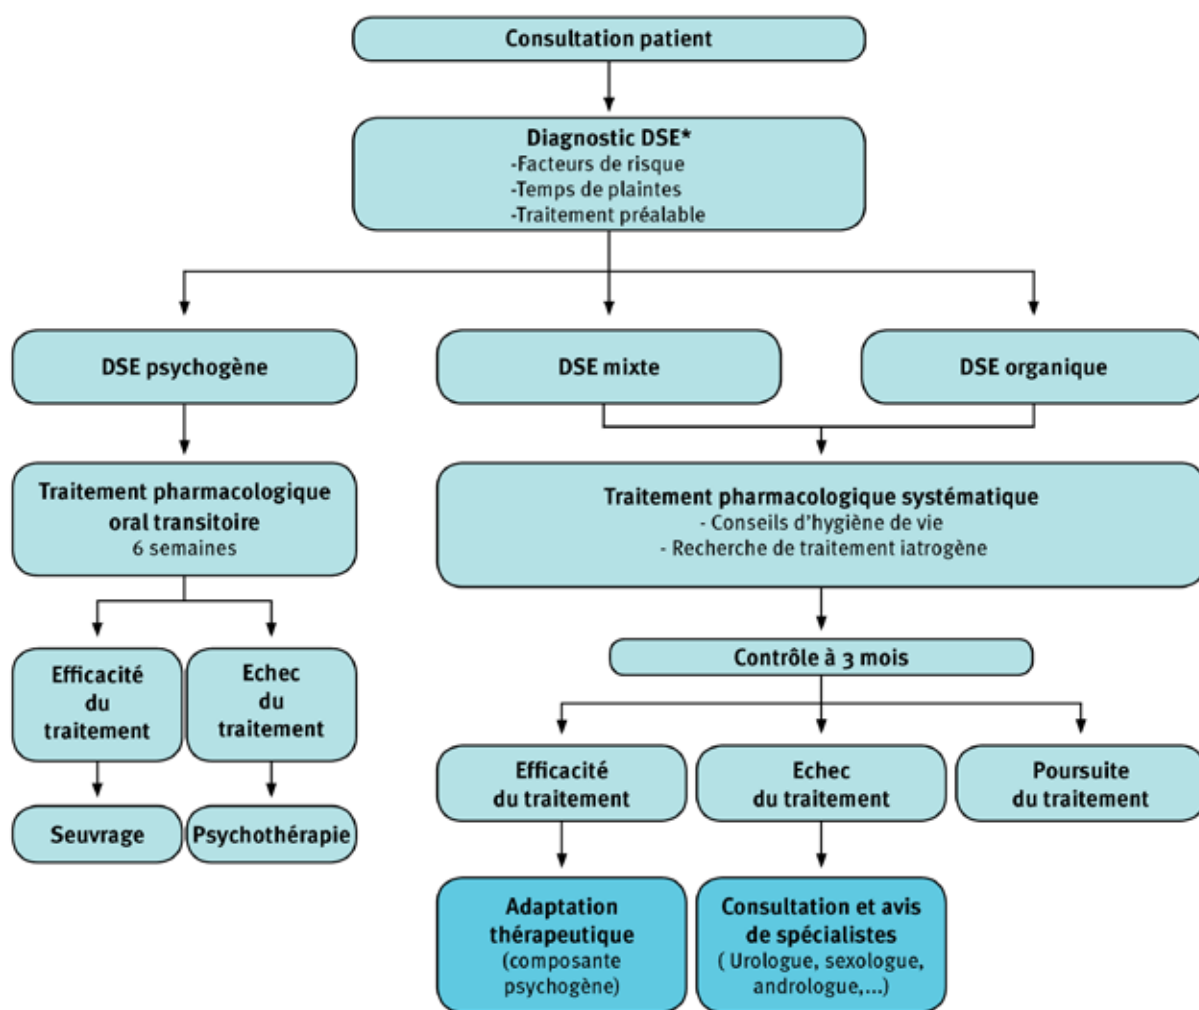 Consultation patient
Diagnostic DSE*
-Facteurs de risque
-Temps de plaintes
-Traitement préalable
DSE psychogène
DSE mixte
DSE organique
Traitement pharmacologique
oral transitoire
6 semaines
Traitement pharmacologique systématique
- Conseils d'hygiène de vie
- Recherche de traitement iatrogène
Efficacité
du
traitement
Echec
du
traitement
Contrôle à 3 mois
Seuvrage
Psychothérapie
Efficacité
du traitement
Echec
du traitement
Poursuite
du traitement
Adaptation
thérapeutique
(composante
psychogène)
Consultation et avis
de spécialistes
( Urologue, sexologue,
andrologue,...)